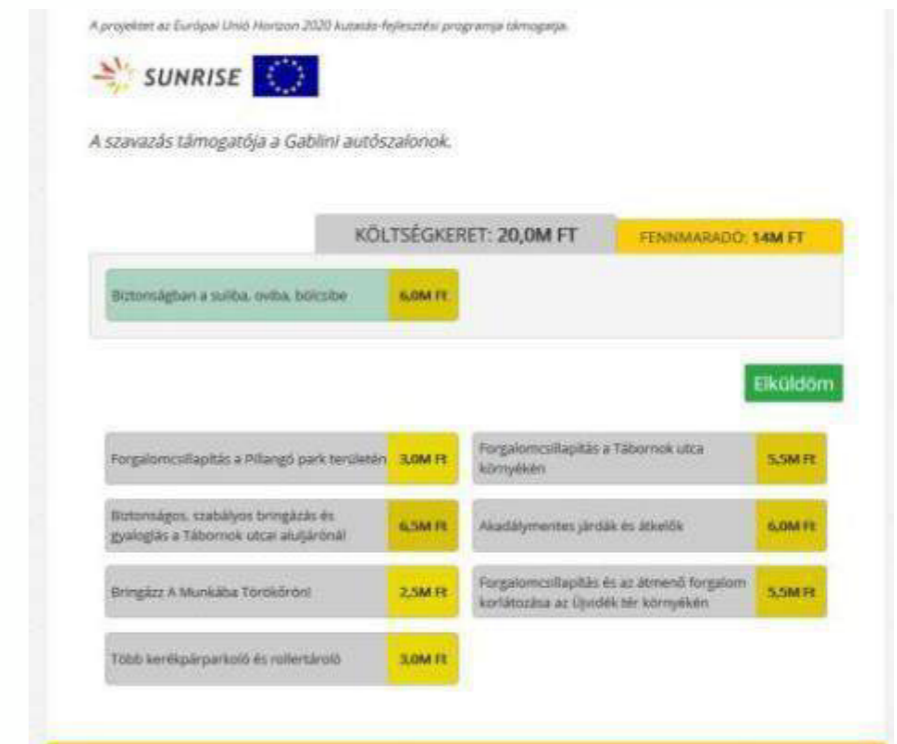 A projektet az Európai Unió Horizon 2020 kutatás-fejlesztési programja támogatja.
SUNRISE
A szavazás támogatója a Gablini autószalonok.
KÖLTSÉGKERET: 20,0M FT
FENNMARADÓ: 14M FT
Biztonságban a suliba, oviba, bölcsibe
6,0M Ft
Elküldöm
Forgalomcsillapítás a Pillangó park területén
3,0M Ft
Forgalomcsillapítás a Tábornok utca
környékén
5,5M Ft
Biztonságos, szabályos bringázás és
gyaloglás a Tábornok utcai aluljárónál
6,5M Ft
Akadálymentes járdák és átkelők
6,0M Ft
Bringázz A Munkába Törökőrön!
2,5M Ft
Forgalomcsillapítás és az átmenő forgalom
korlátozása az Újvidék tér környékén
5,5M Ft
Több kerékpárparkoló és rollertároló
3,0M Ft